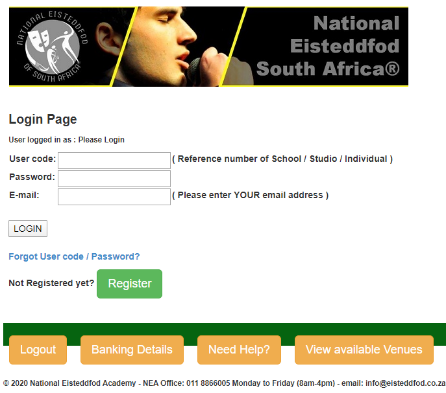 NATIONAL EISTEDDFOD
OF SOUTH AFRICA
National
Eisteddfod
South Africa®
Login Page
User logged in as : Please Login
User code: ( Reference number of School / Studio / Individual )
Password:
E-mail: ( Please enter YOUR email address )
LOGIN
Forgot User code / Password?
Not Registered yet? Register
Logout Banking Details Need Help? View available Venues
© 2020 National Eisteddfod Academy - NEA Office: 011 8866005 Monday to Friday (8am-4pm) - email: info@eisteddfod.co.za